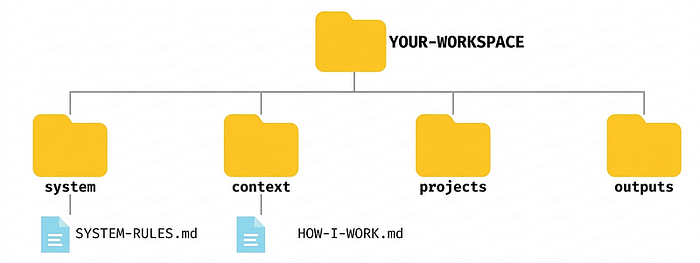 YOUR-WORKSPACE
system
context
projects
outputs
SYSTEM-RULES.md
HOW-I-WORK.md